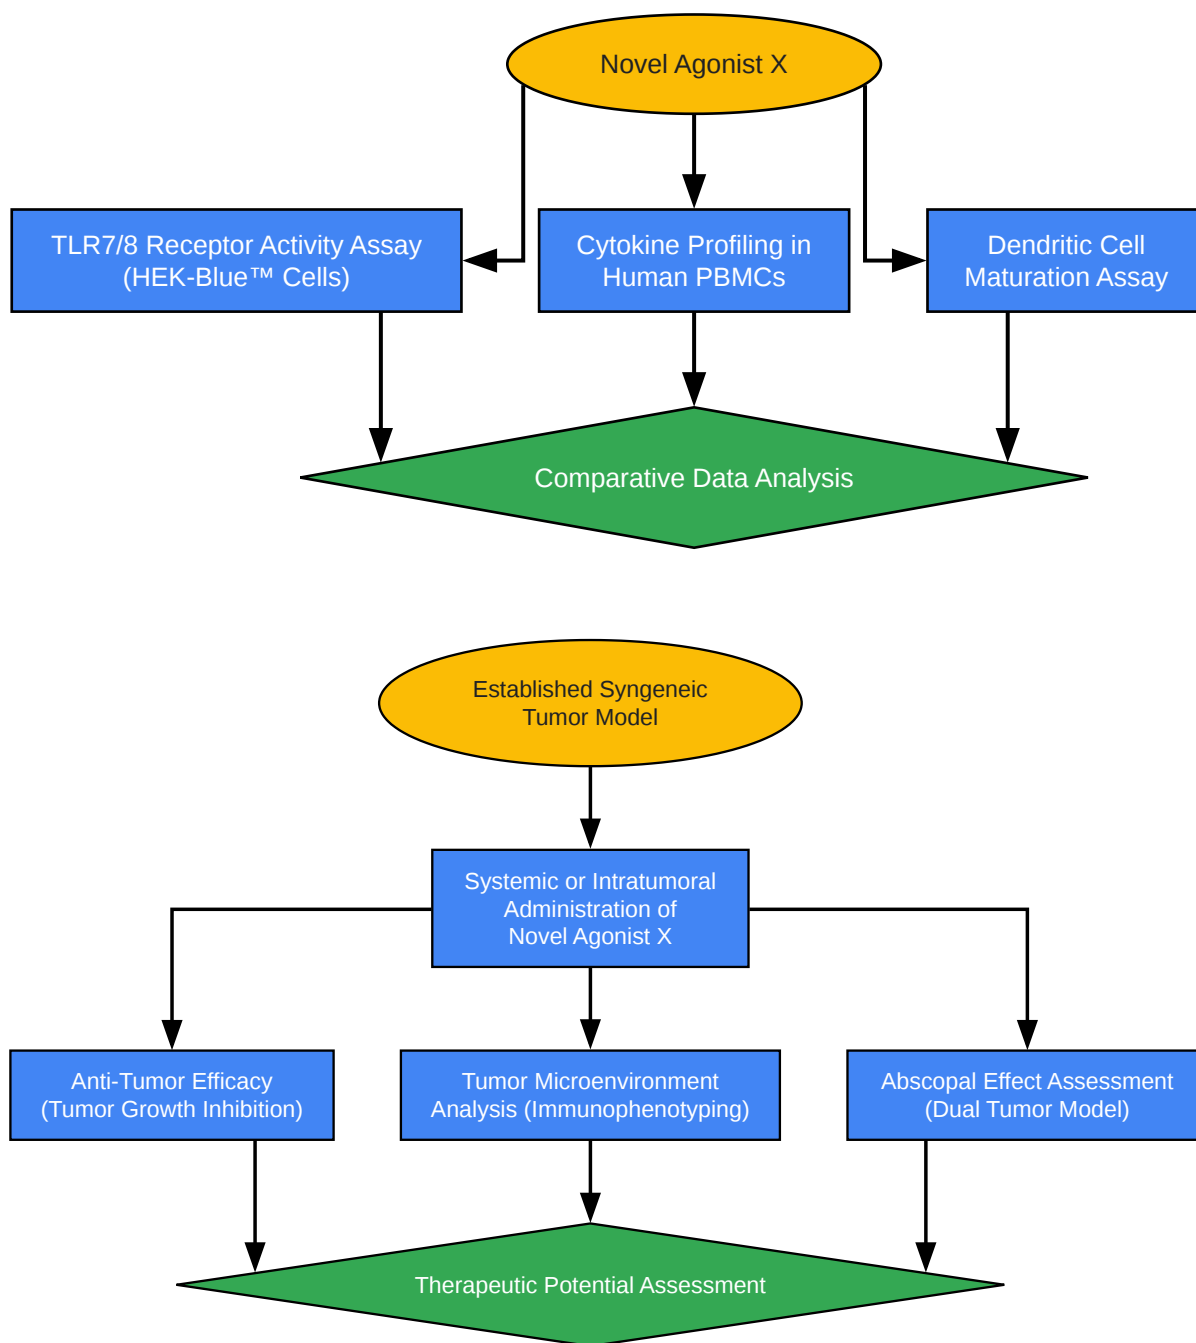 Novel Agonist X
TLR7/8 Receptor Activity Assay
(HEK-Blue™ Cells)
Cytokine Profiling in
Human PBMCs
Dendritic Cell
Maturation Assay
Comparative Data Analysis
Established Syngeneic
Tumor Model
Systemic or Intratumoral
Administration of
Novel Agonist X
Anti-Tumor Efficacy
(Tumor Growth Inhibition)
Tumor Microenvironment
Analysis (Immunophenotyping)
Abscopal Effect Assessment
(Dual Tumor Model)
Therapeutic Potential Assessment